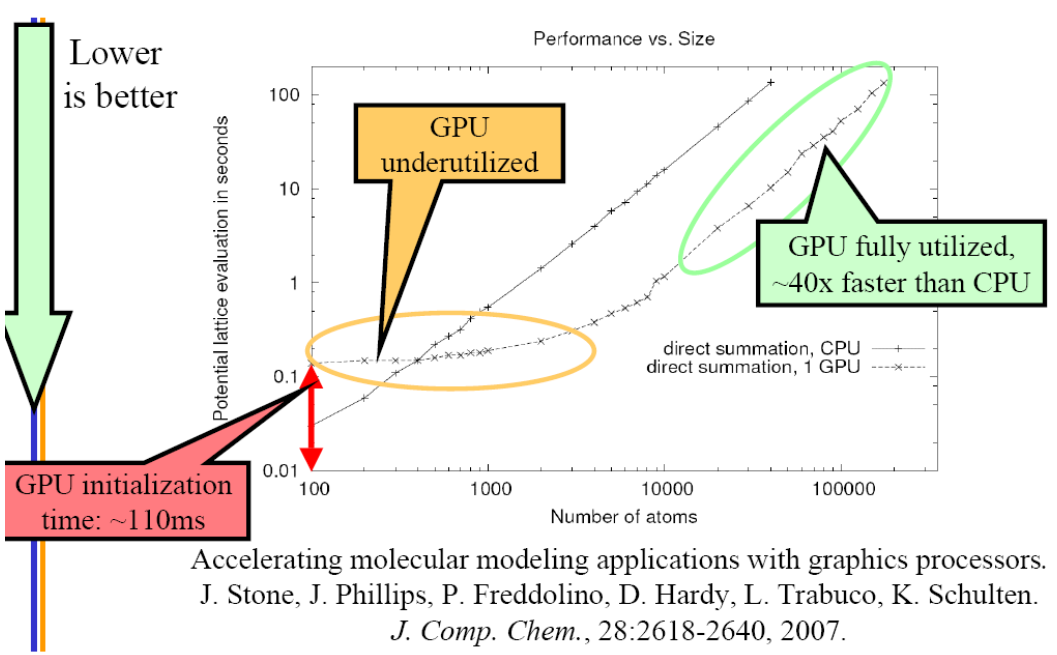 Lower
is better
Performance vs. Size
Potential lattice evaluation in seconds
100
10
1
0.1
0.01
GPU
underutilized
GPU fully utilized,
~40x faster than CPU
direct summation, CPU
direct summation, 1 GPU
GPU initialization
time: ~110ms
100
1000
10000
100000
Number of atoms
Accelerating molecular modeling applications with graphics processors.
J. Stone, J. Phillips, P. Freddolino, D. Hardy, L. Trabuco, K. Schulten.
J. Comp. Chem., 28:2618-2640, 2007.